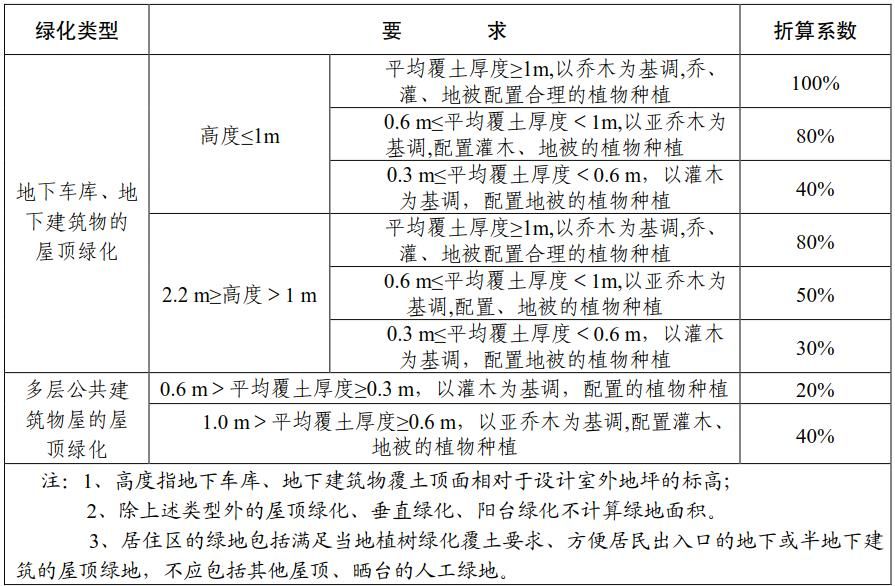 绿化类型
要 求
折算系数
地下车库、地
下建筑物的
屋顶绿化
高度≤1m
平均覆土厚度≥1m,以乔木为基调,乔、
灌、地被配置合理的植物种植
100%
0.6 m≤平均覆土厚度<1m,以亚乔木为
基调,配置灌木、地被的植物种植
80%
0.3 m≤平均覆土厚度<0.6 m，以灌木
为基调，配置地被的植物种植
40%
2.2 m≥高度>1 m
平均覆土厚度≥1m,以乔木为基调,乔、
灌、地被配置合理的植物种植
80%
0.6 m≤平均覆土厚度<1m,以亚乔木为
基调,配置、地被的植物种植
50%
0.3 m≤平均覆土厚度<0.6 m，以灌木
为基调，配置地被的植物种植
30%
多层公共建
筑物屋的屋
顶绿化
0.6 m>平均覆土厚度≥0.3 m，以灌木为基调，配置的植物种植
20%
1.0 m>平均覆土厚度≥0.6 m，以亚乔木为基调,配置灌木、
地被的植物种植
40%
注：1、高度指地下车库、地下建筑物覆土顶面相对于设计室外地坪的标高；
2、除上述类型外的屋顶绿化、垂直绿化、阳台绿化不计算绿地面积。
3、居住区的绿地包括满足当地植树绿化覆土要求、方便居民出入口的地下或半地下建
筑的屋顶绿地，不应包括其他屋顶、晒台的人工绿地。